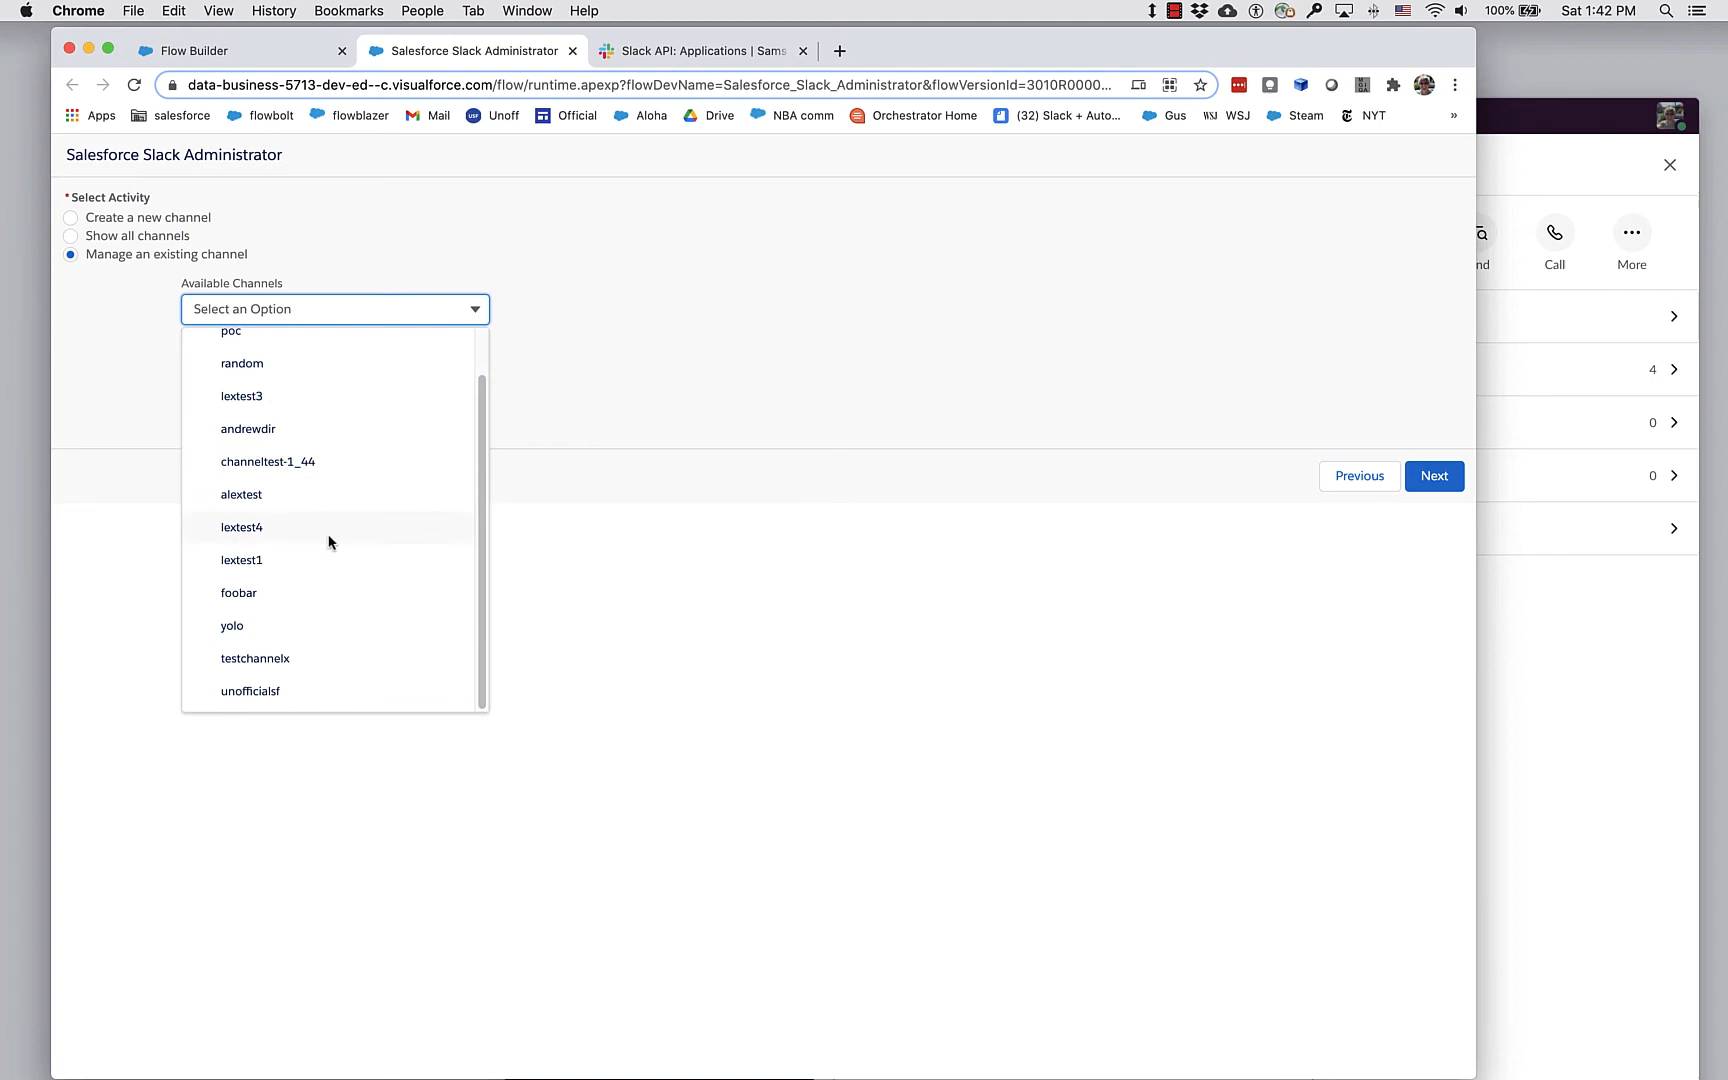 Chrome File Edit View History Bookmarks People Tab Window Help 100% Sat 1:42 PM
Flow Builder Salesforce Slack Administrator Slack API: Applications | Sams
data-business-5713-dev-ed--c.visualforce.com/flow/runtime.apexp?flowDevName=Salesforce_Slack_Administrator&flowVersionId=3010R0000...
Apps salesforce flowbolt flowblazer Mail Unoff Official Aloha Drive NBA comm Orchestrator Home (32) Slack + Auto... Gus WSJ WSJ Steam NYT »
Salesforce Slack Administrator
*Select Activity
Create a new channel
Show all channels
Manage an existing channel
Available Channels
Select an Option
poc
random
lextest3
andrewdir
channeltest-1_44
alextest
lextest4
lextest1
foobar
yolo
testchannelx
unofficialsf
Previous Next
nd Call More
4
0
0